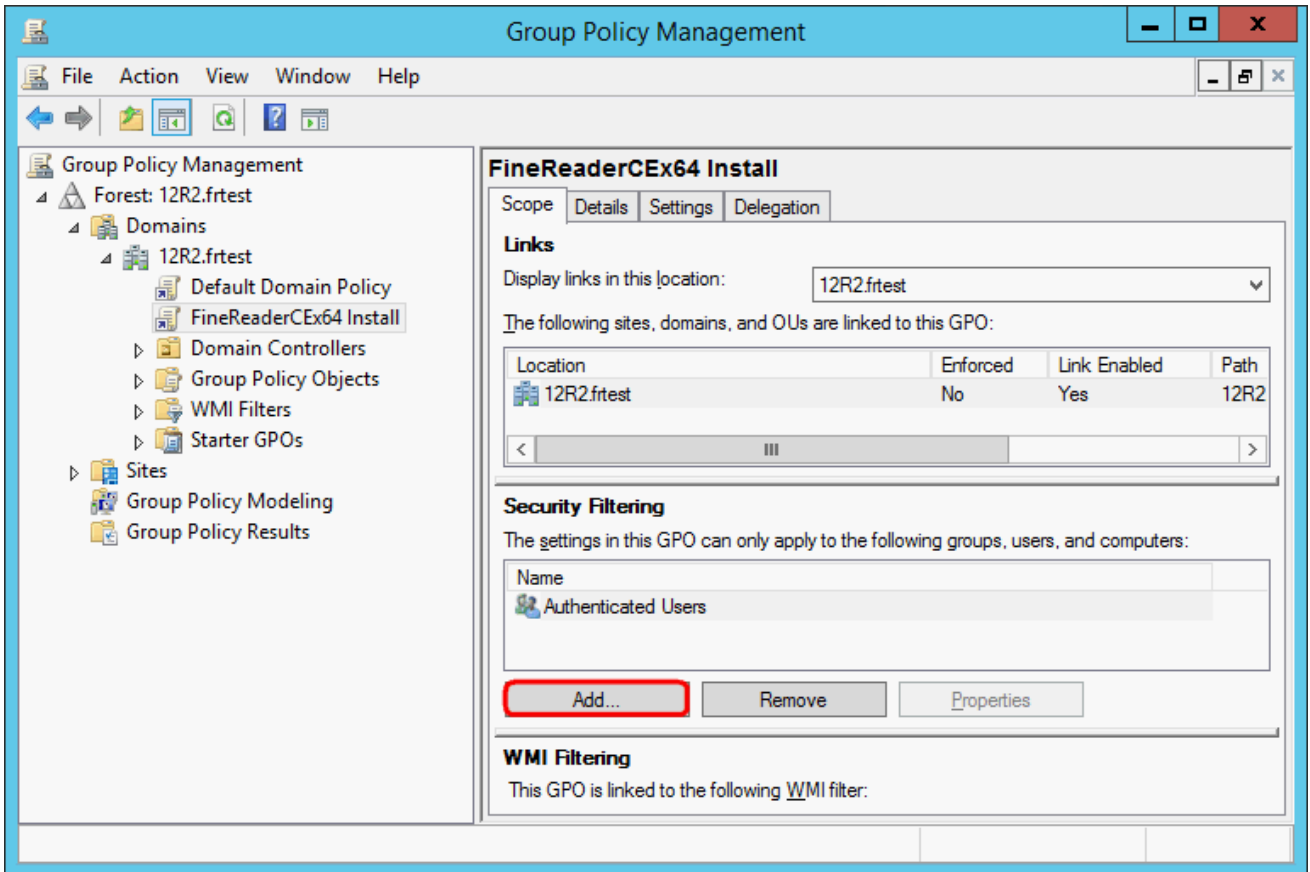 Group Policy Management
File Action View Window Help
Group Policy Management
Forest: 12R2.frtest
Domains
12R2.frtest
Default Domain Policy
FineReaderCEx64 Install
Domain Controllers
Group Policy Objects
WMI Filters
Starter GPOs
Sites
Group Policy Modeling
Group Policy Results
FineReaderCEx64 Install
Scope Details Settings Delegation
Links
Display links in this location: 12R2.frtest
The following sites, domains, and OUs are linked to this GPO:
Location Enforced Link Enabled Path
12R2.frtest No Yes 12R2
Security Filtering
The settings in this GPO can only apply to the following groups, users, and computers:
Name
Authenticated Users
Add... Remove Properties
WMI Filtering
This GPO is linked to the following WMI filter: